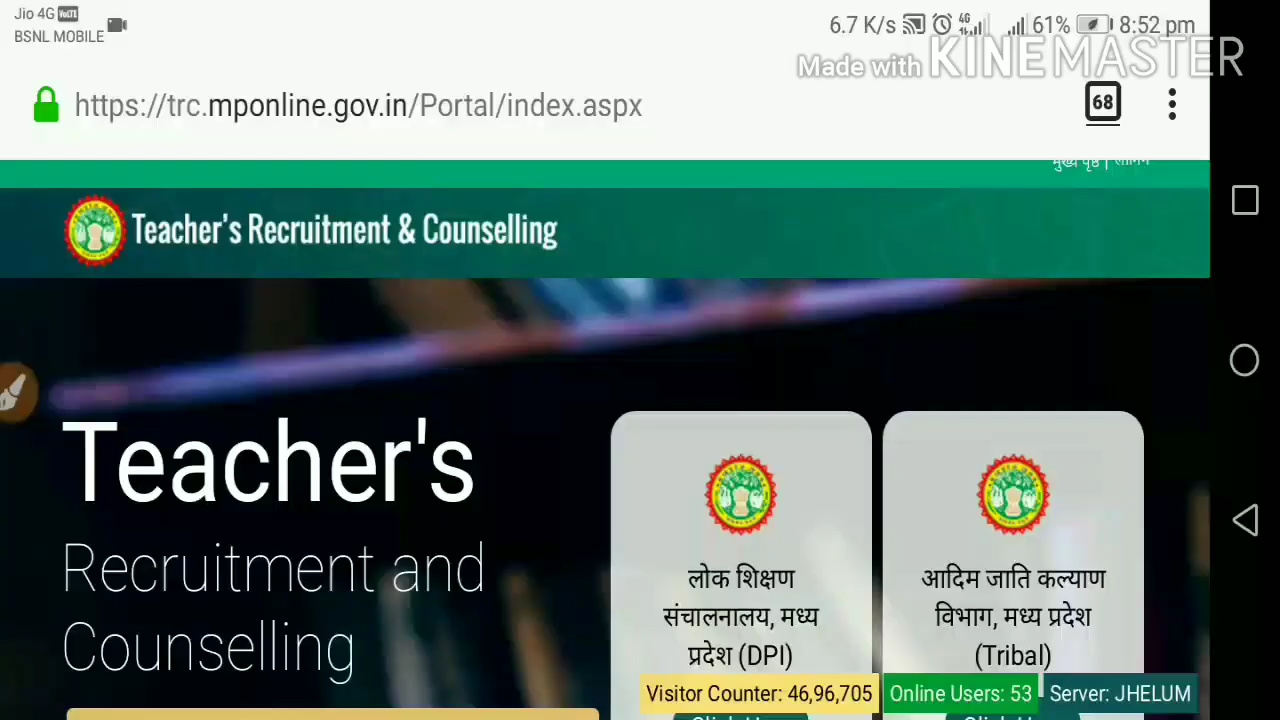 Jio 4G VoLTE
BSNL MOBILE
6.7 K/s 4G 61% 8:52 pm
Made with KINEMASTER
https://trc.mponline.gov.in/Portal/index.aspx
68
मुख्य पृष्ठ |
Teacher's Recruitment & Counselling
Teacher's
Recruitment and
Counselling
लोक शिक्षण
संचालनालय, मध्य
प्रदेश (DPI)
आदिम जाति कल्याण
विभाग, मध्य प्रदेश
(Tribal)
Visitor Counter: 46,96,705
Online Users: 53
Server: JHELUM